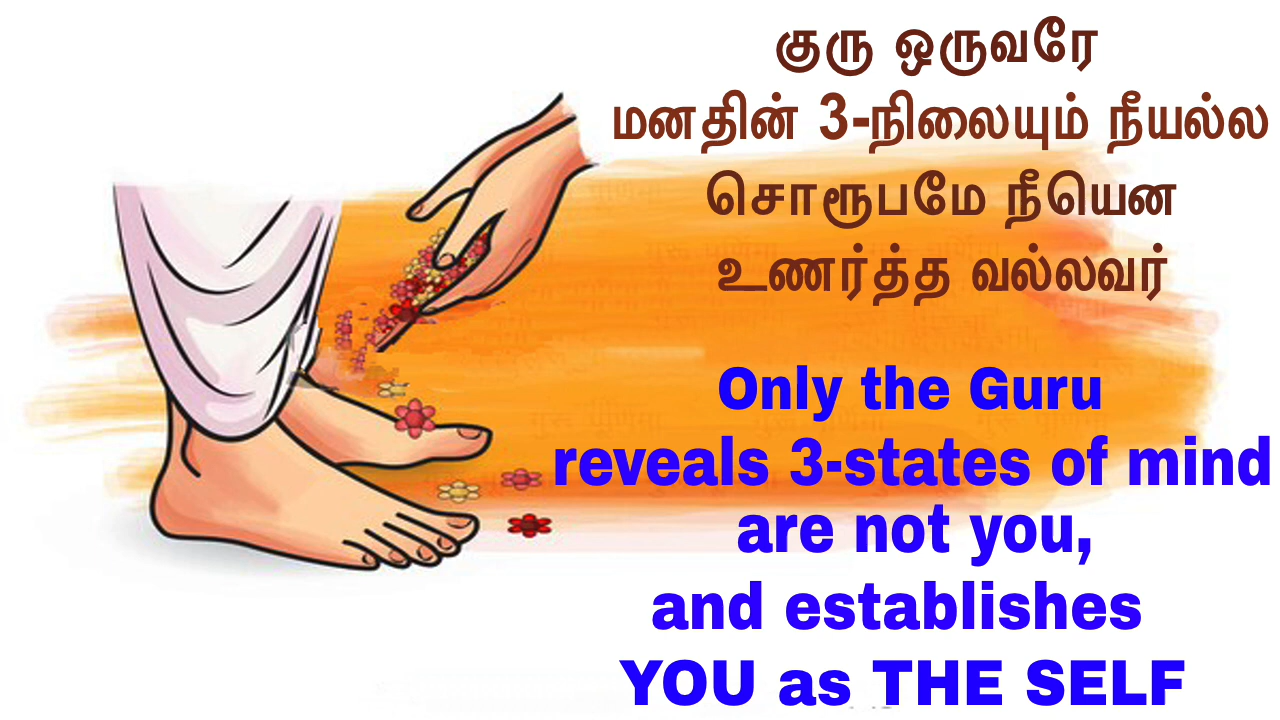 குரு ஒருவரே
மனதின் 3-நிலையும் நீயல்ல
சொரூபமே நீயென
உணர்த்த வல்லவர்
Only the Guru
reveals 3-states of mind
are not you,
and establishes
YOU as THE SELF